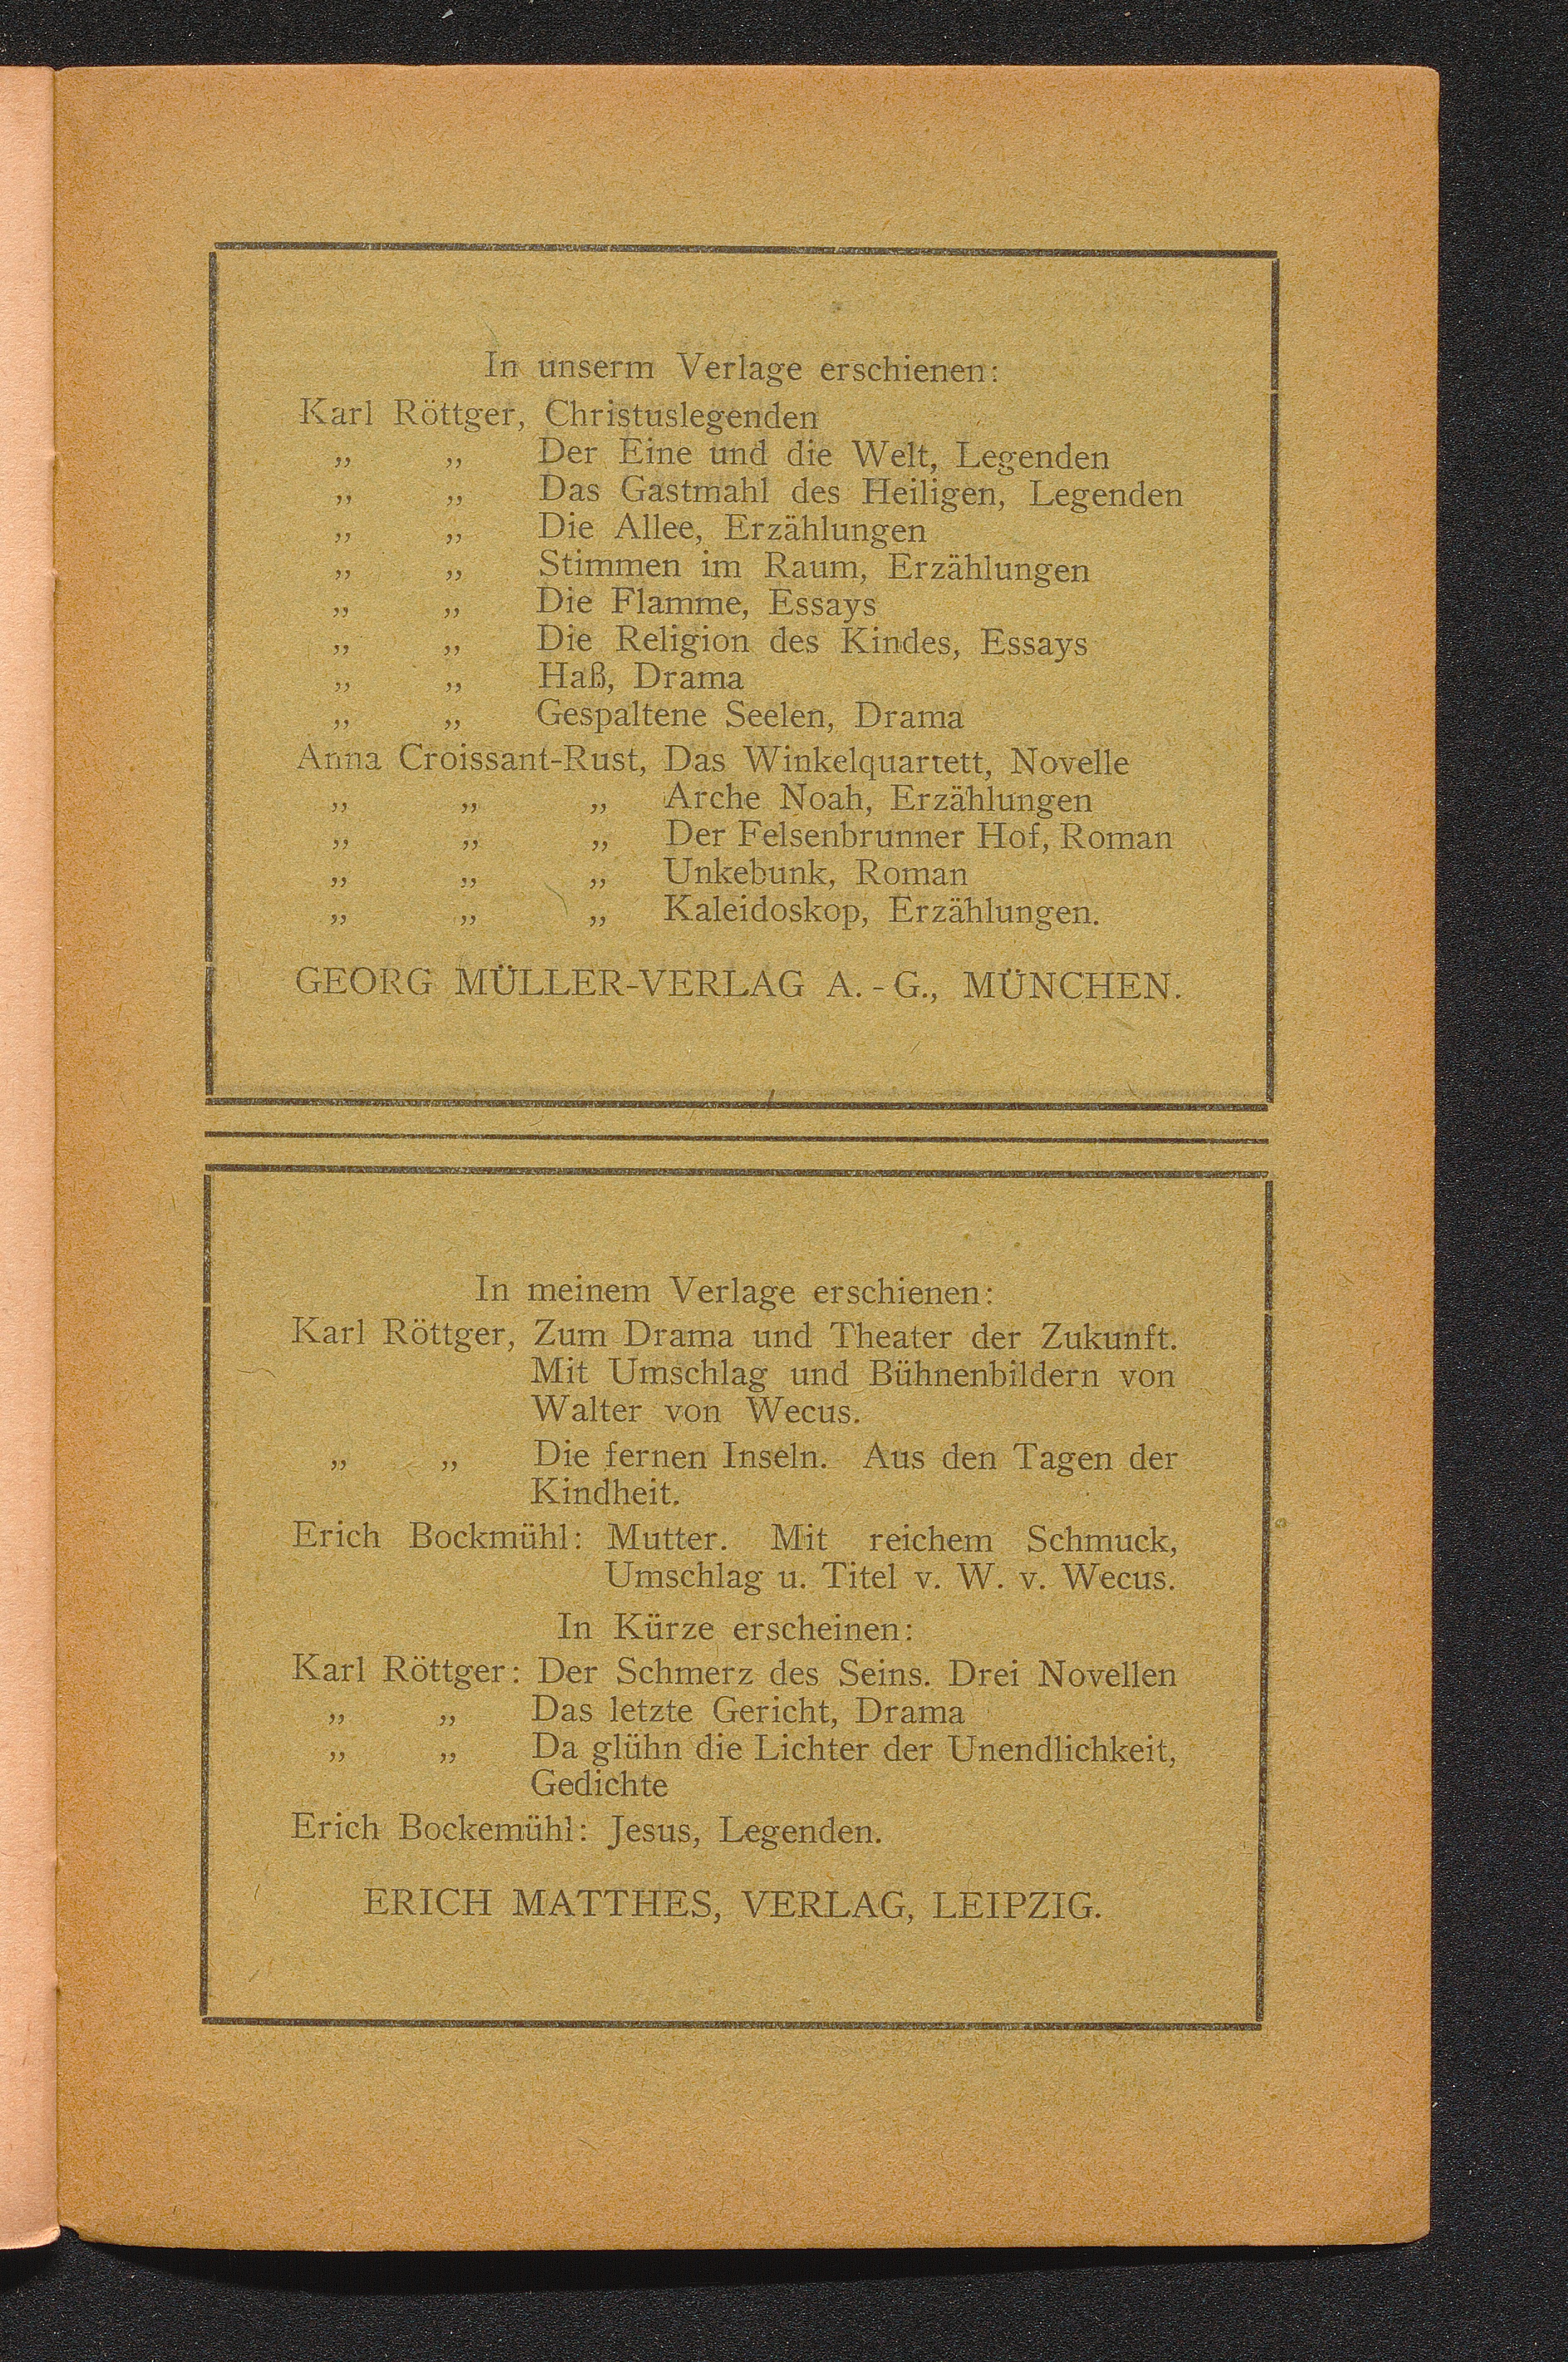 In unserm Verlage erschienen:
Karl Röttger, Christuslegenden
„ „ Der Eine und die Welt, Legenden
„ „ Das Gastmahl des Heiligen, Legenden
„ „ Die Allee, Erzählungen
„ „ Stimmen im Raum, Erzählungen
„ „ Die Flamme, Essays
„ „ Die Religion des Kindes, Essays
„ „ Haß, Drama
„ „ Gespaltene Seelen, Drama
Anna Croissant-Rust, Das Winkelquartett, Novelle
„ „ „ Arche Noah, Erzählungen
„ „ „ Der Felsenbrunner Hof, Roman
„ „ „ Unkebunk, Roman
„ „ „ Kaleidoskop, Erzählungen.
GEORG MÜLLER-VERLAG A.-G., MÜNCHEN.
In meinem Verlage erschienen:
Karl Röttger, Zum Drama und Theater der Zukunft.
Mit Umschlag und Bühnenbildern von
Walter von Wecus.
„ „ Die fernen Inseln. Aus den Tagen der
Kindheit.
Erich Bockmühl: Mutter. Mit reichem Schmuck,
Umschlag u. Titel v. W. v. Wecus.
In Kürze erscheinen:
Karl Röttger: Der Schmerz des Seins. Drei Novellen
„ „ Das letzte Gericht, Drama
„ „ Da glühn die Lichter der Unendlichkeit,
Gedichte
Erich Bockemühl: Jesus, Legenden.
ERICH MATTHES, VERLAG, LEIPZIG.